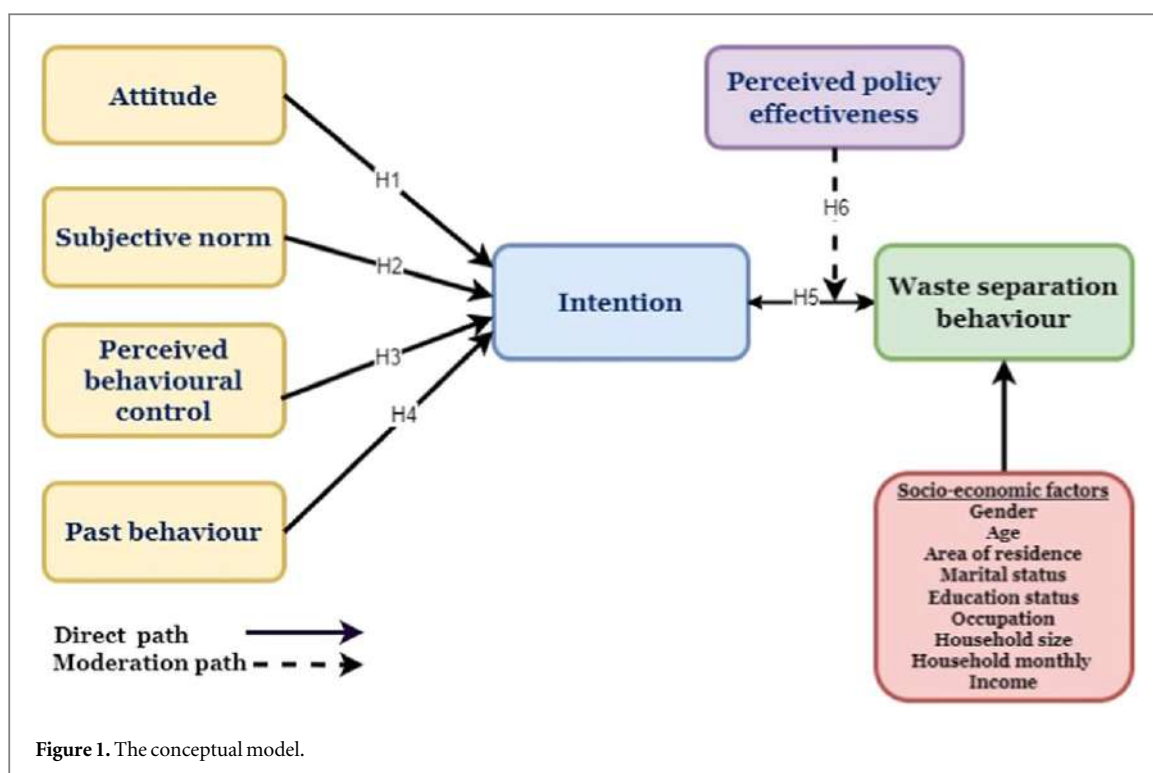 Attitude
Subjective norm
Perceived
behavioural
control
Past behaviour
H1
H2
H3
H4
Intention
Perceived policy
effectiveness
H6
H5
Waste separation
behaviour
Socio-economic factors
Gender
Age
Area of residence
Marital status
Education status
Occupation
Household size
Household monthly
Income
Direct path
Moderation path
Figure 1. The conceptual model.